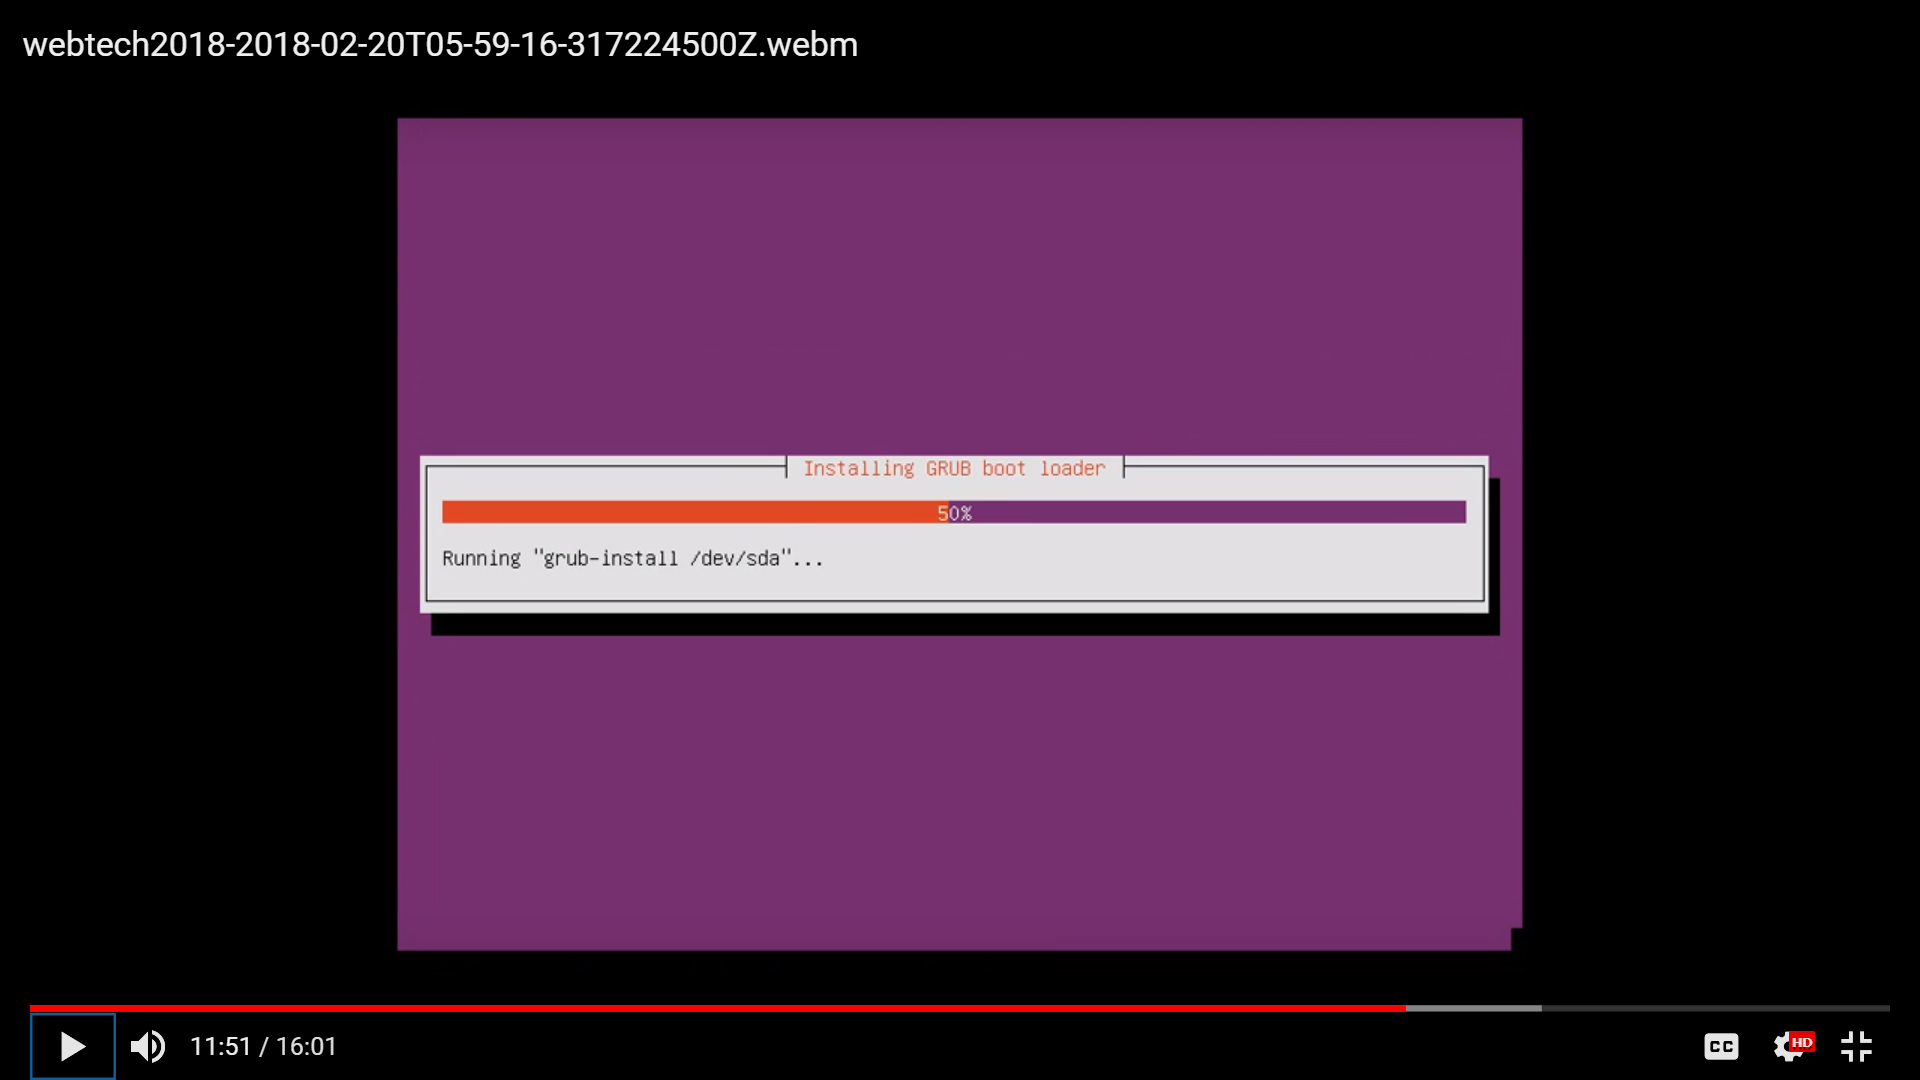 webtech2018-2018-02-20T05-59-16-317224500Z.webm
Installing GRUB boot loader
50%
Running "grub-install /dev/sda"...
11:51 / 16:01
CC
HD